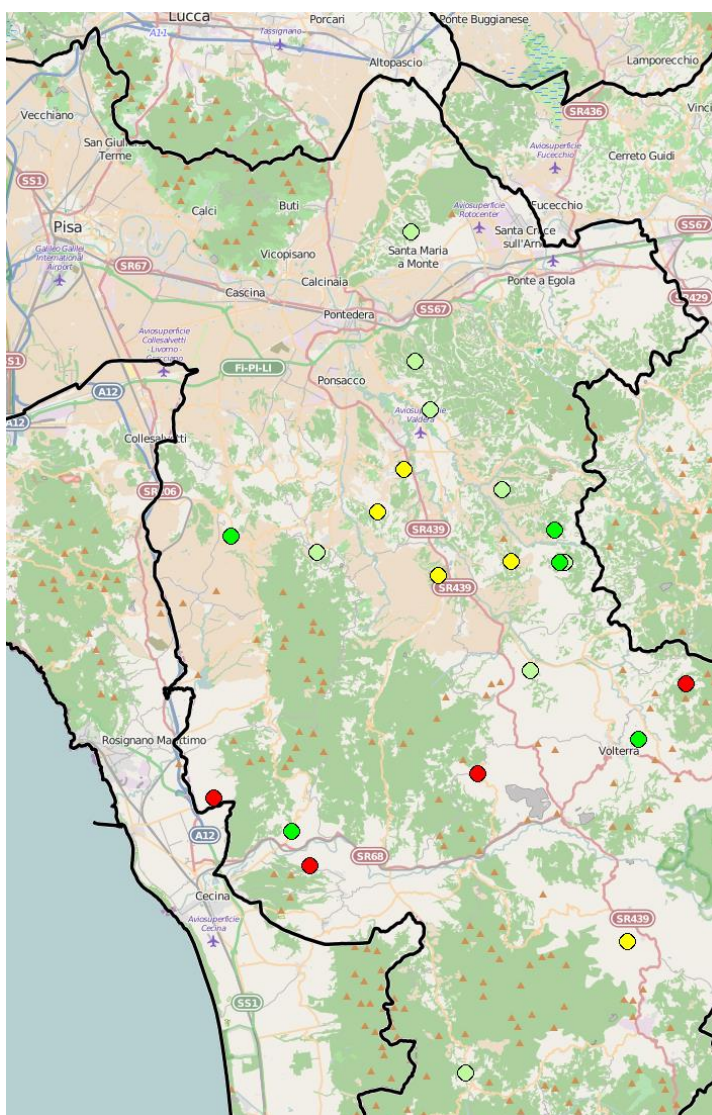 Lucca
Porcari
Ponte Buggianese
A11
Tassignano
Altopascio
Lamporecchio
Vecchiano
SR436
Vinci
San Giuliano
Terme
Aviosuperficie
Fucecchio
Cerreto Guidi
SS1
Calci
Buti
Aviosuperficie
Rotocenter
Fucecchio
Pisa
Santa Croce
sull'Arno
SS67
Galileo Galilei
International
Airport
Vicopisano
Santa Maria
a Monte
SR67
Calcinaia
Ponte a Egola
Cascina
SR429
Pontedera
SS67
Aviosuperficie
Collesalvetti
- Livorno
SS1
FI-PI-LI
Ponsacco
A12
Aviosuperficie
Valdera
A12
Collesalvetti
SR206
SR439
SR439
Rosignano Marittimo
Volterra
A12
SR68
Cecina
Aviosuperficie
Cecina
SR439
SS1